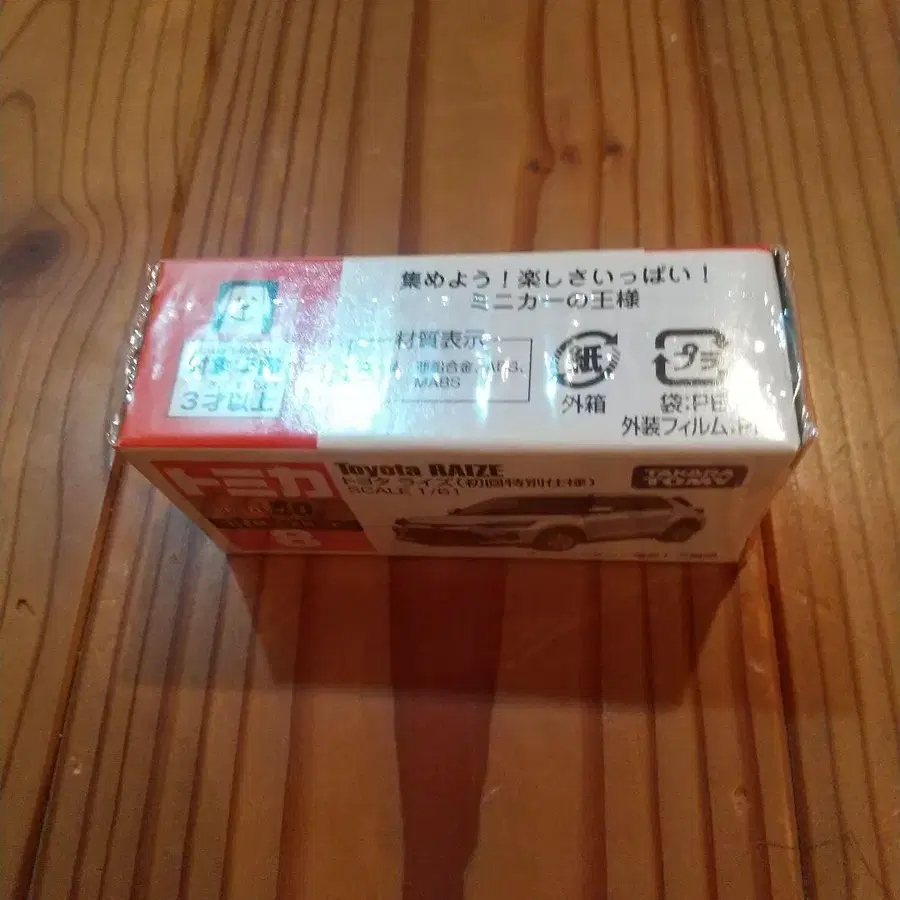 集めよう！楽しさいっぱい！
ミニカーの王様
材質表示
亜鉛合金、ABS、
MABS
3才以上
紙
外箱
プラ
袋:PE
外装フィルム:
トミカ
50
8
Toyota RAIZE
トヨタ ライズ(初回特別仕様)
SCALE 1/61
TAKARA
TOMY